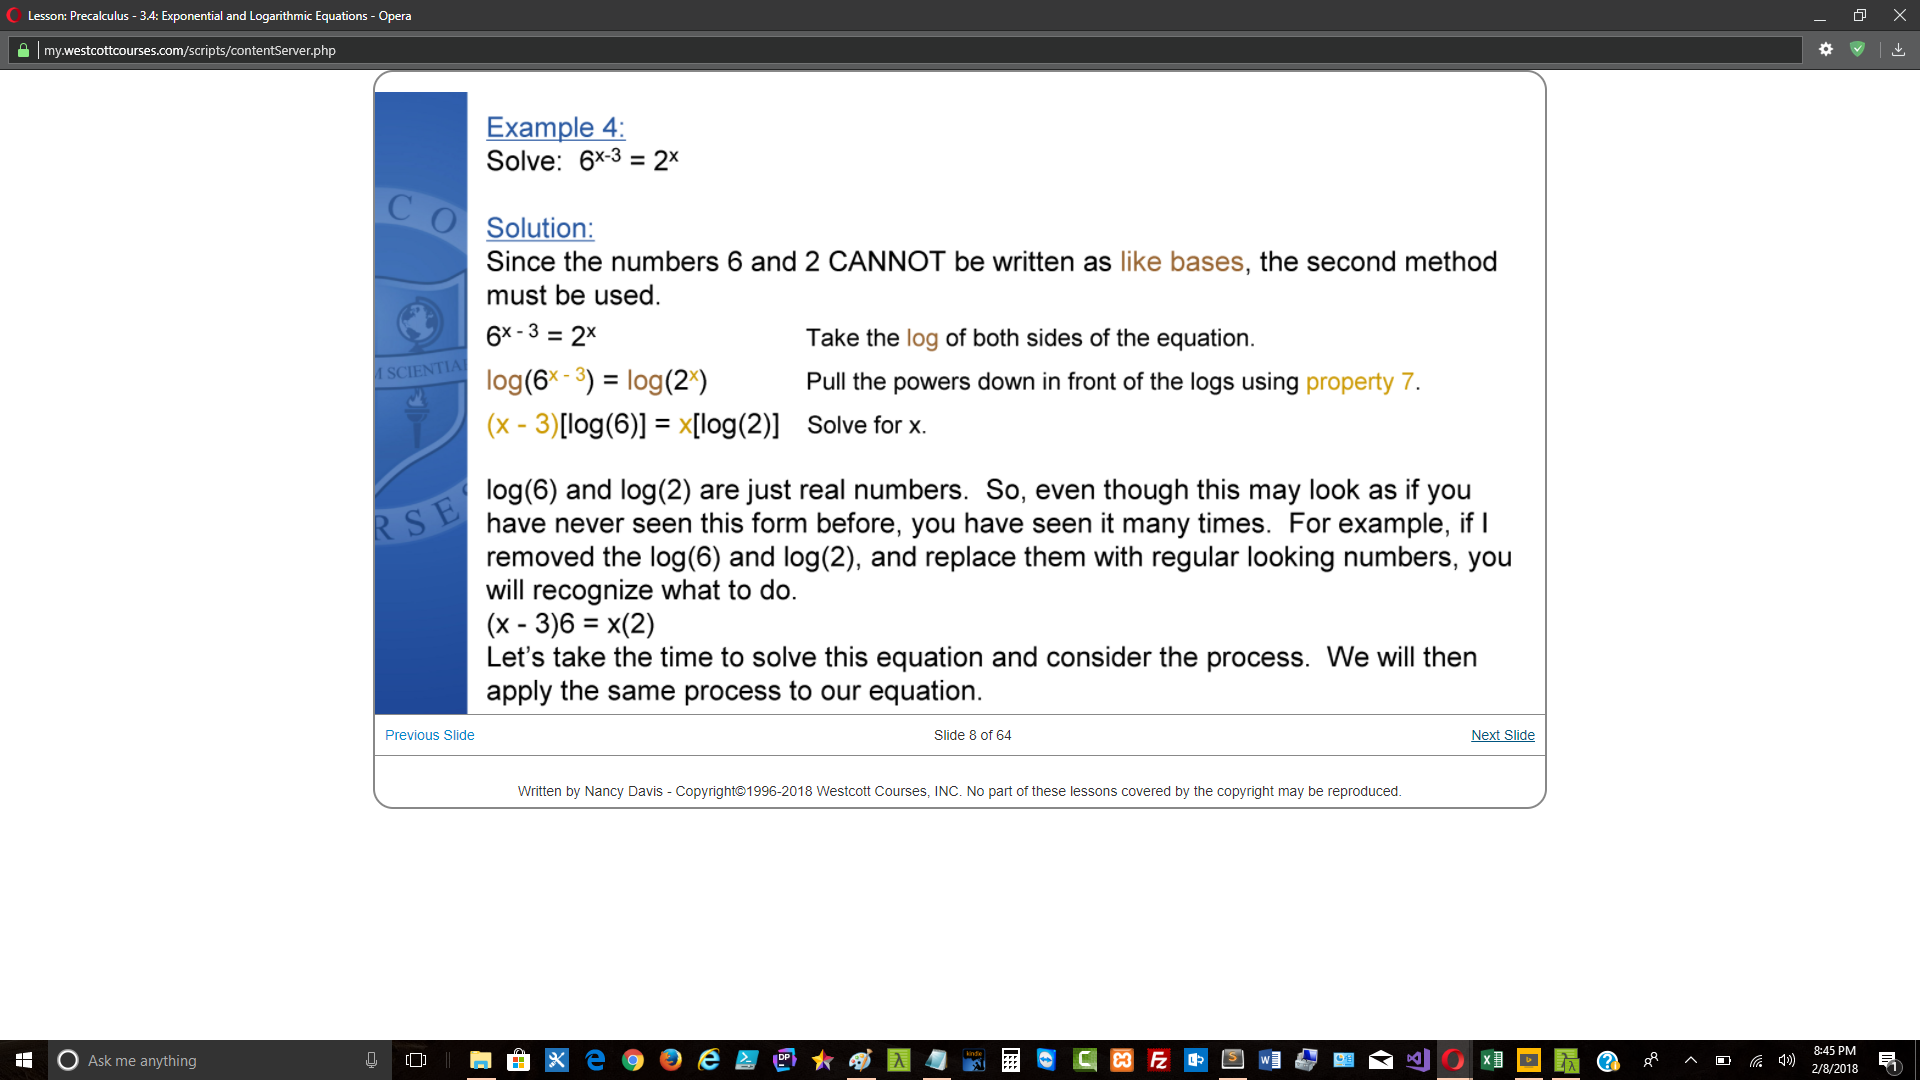 Lesson: Precalculus - 3.4: Exponential and Logarithmic Equations - Opera
my.westcottcourses.com/scripts/contentServer.php
Example 4:
Solve:  6ˣ⁻³ = 2ˣ
Solution:
Since the numbers 6 and 2 CANNOT be written as like bases, the second method
must be used.
6ˣ ⁻ ³ = 2ˣ Take the log of both sides of the equation.
log(6ˣ ⁻ ³) = log(2ˣ) Pull the powers down in front of the logs using property 7.
(x - 3)[log(6)] = x[log(2)] Solve for x.
log(6) and log(2) are just real numbers.  So, even though this may look as if you
have never seen this form before, you have seen it many times.  For example, if I
removed the log(6) and log(2), and replace them with regular looking numbers, you
will recognize what to do.
(x - 3)6 = x(2)
Let's take the time to solve this equation and consider the process.  We will then
apply the same process to our equation.
C O
M SCIENTIA
R S E S
Previous Slide Slide 8 of 64 Next Slide
Written by Nancy Davis - Copyright©1996-2018 Westcott Courses, INC. No part of these lessons covered by the copyright may be reproduced.
Ask me anything
8:45 PM
2/8/2018